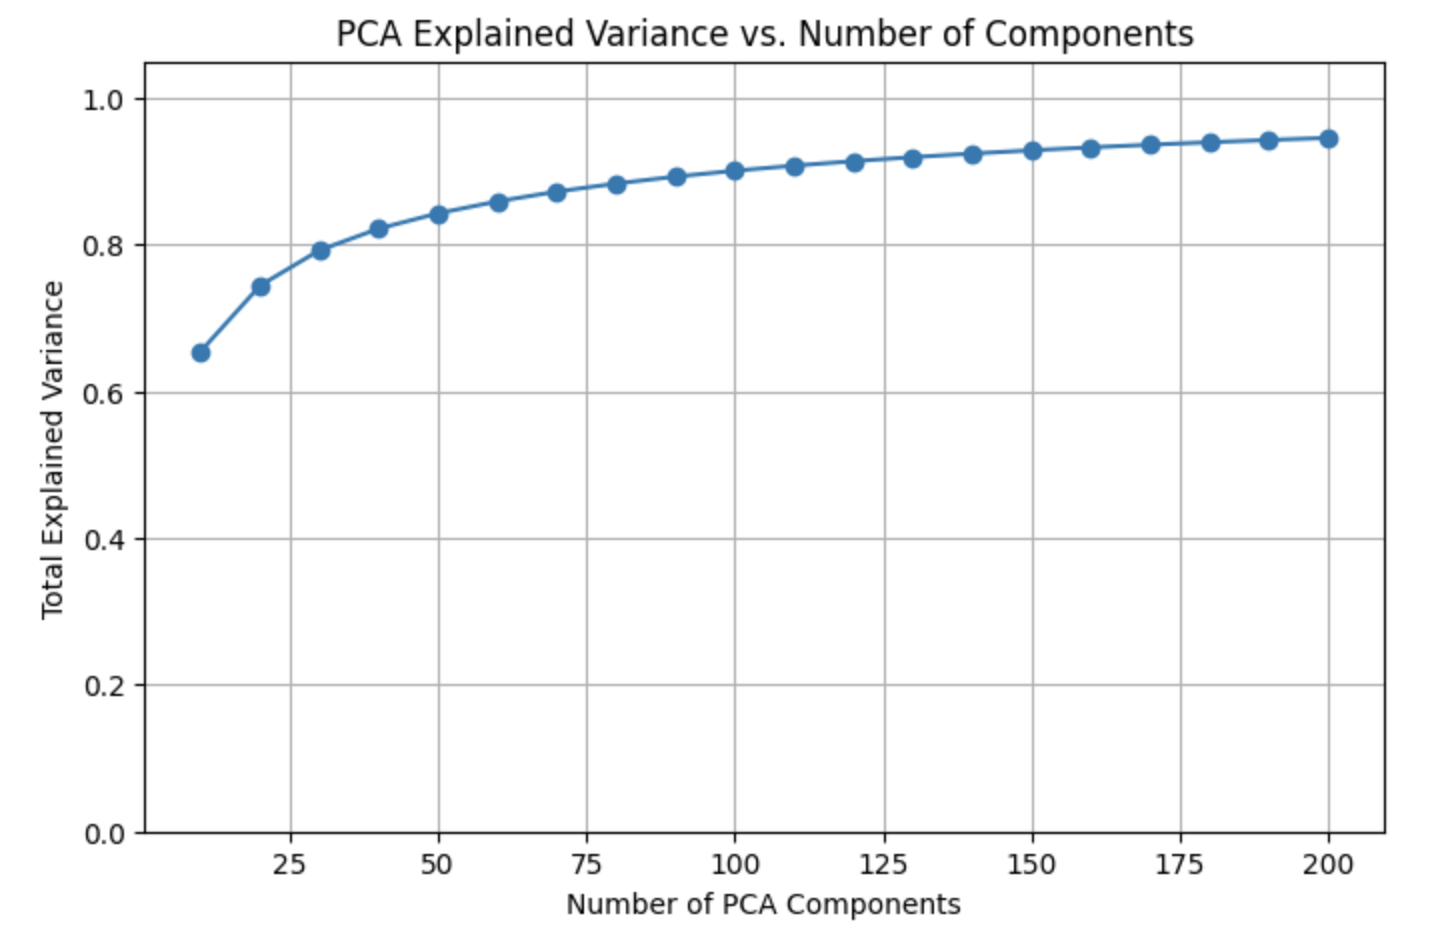 PCA Explained Variance vs. Number of Components
1.0
0.8
0.6
0.4
0.2
0.0
Total Explained Variance
25 50 75 100 125 150 175 200
Number of PCA Components